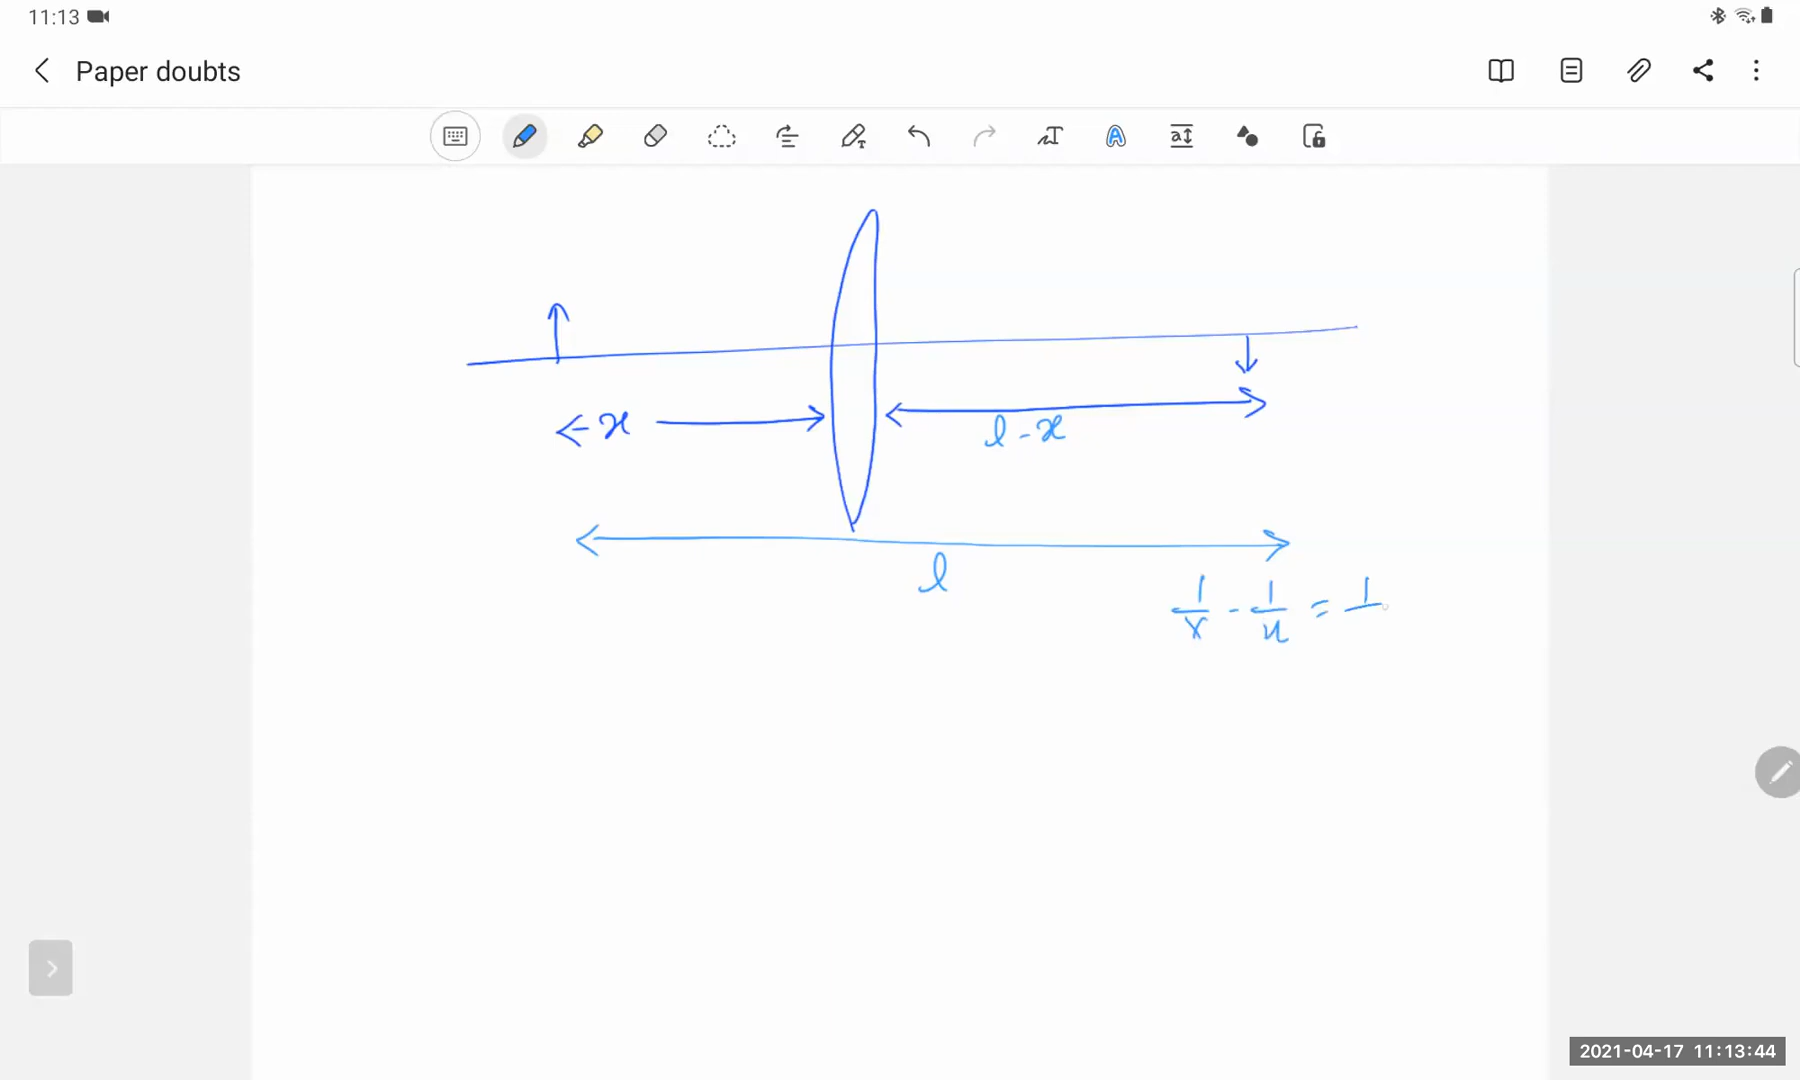 11:13
Paper doubts
x
l - x
l
1/v - 1/u = 1/
2021-04-17 11:13:44